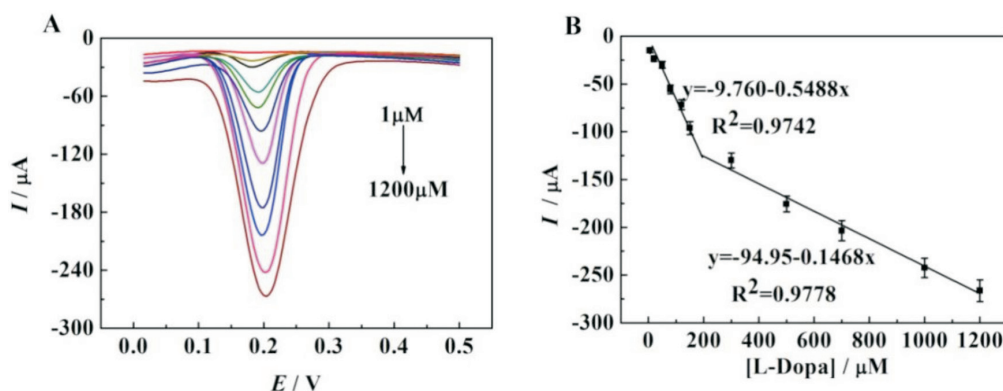 A
0
-60
-120
-180
-240
-300
I / μA
1μM
1200μM
0.0 0.1 0.2 0.3 0.4 0.5
E / V
B
0
-50
-100
-150
-200
-250
-300
I / μA
y=-9.760-0.5488x
R²=0.9742
y=-94.95-0.1468x
R²=0.9778
0 200 400 600 800 1000 1200
[L-Dopa] / μM